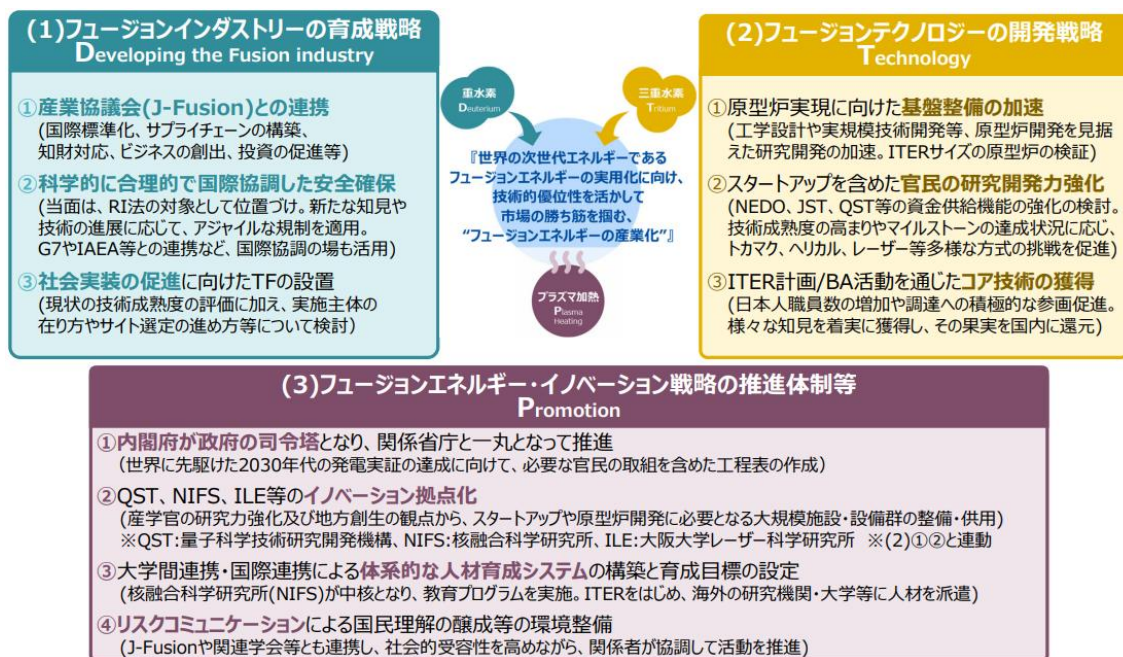 (1)フュージョンインダストリーの育成戦略
Developing the Fusion industry
①産業協議会(J-Fusion)との連携
(国際標準化、サプライチェーンの構築、
知財対応、ビジネスの創出、投資の促進等)
②科学的に合理的で国際協調した安全確保
(当面は、RI法の対象として位置づけ。新たな知見や
技術の進展に応じて、アジャイルな規制を適用。
G7やIAEA等との連携など、国際協調の場も活用)
③社会実装の促進に向けたTFの設置
(現状の技術成熟度の評価に加え、実施主体の
在り方やサイト選定の進め方等について検討)
重水素
Deuterium
三重水素
Tritium
『世界の次世代エネルギーである
フュージョンエネルギーの実用化に向け、
技術的優位性を活かして
市場の勝ち筋を掴む、
“フュージョンエネルギーの産業化”』
プラズマ加熱
Plasma
Heating
(2)フュージョンテクノロジーの開発戦略
Technology
①原型炉実現に向けた基盤整備の加速
(工学設計や実規模技術開発等、原型炉開発を見据
えた研究開発の加速。ITERサイズの原型炉の検証)
②スタートアップを含めた官民の研究開発力強化
(NEDO、JST、QST等の資金供給機能の強化の検討。
技術成熟度の高まりやマイルストーンの達成状況に応じ、
トカマク、ヘリカル、レーザー等多様な方式の挑戦を促進)
③ITER計画/BA活動を通じたコア技術の獲得
(日本人職員数の増加や調達への積極的な参画促進。
様々な知見を着実に獲得し、その果実を国内に還元)
(3)フュージョンエネルギー・イノベーション戦略の推進体制等
Promotion
①内閣府が政府の司令塔となり、関係省庁と一丸となって推進
(世界に先駆けた2030年代の発電実証の達成に向けて、必要な官民の取組を含めた工程表の作成)
②QST、NIFS、ILE等のイノベーション拠点化
(産学官の研究力強化及び地方創生の観点から、スタートアップや原型炉開発に必要となる大規模施設・設備群の整備・供用)
※QST:量子科学技術研究開発機構、NIFS:核融合科学研究所、ILE:大阪大学レーザー科学研究所 ※(2)①②と連動
③大学間連携・国際連携による体系的な人材育成システムの構築と育成目標の設定
(核融合科学研究所(NIFS)が中核となり、教育プログラムを実施。ITERをはじめ、海外の研究機関・大学等に人材を派遣)
④リスクコミュニケーションによる国民理解の醸成等の環境整備
(J-Fusionや関連学会等とも連携し、社会的受容性を高めながら、関係者が協調して活動を推進)